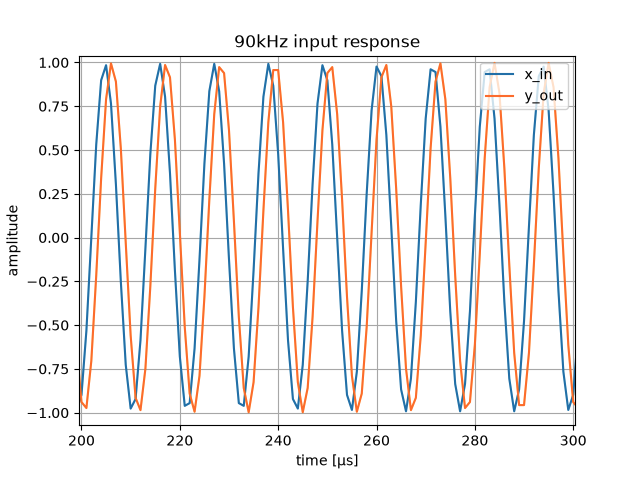 90kHz input response
x_in
y_out
1.00
0.75
0.50
0.25
0.00
−0.25
−0.50
−0.75
−1.00
amplitude
200 220 240 260 280 300
time [µs]